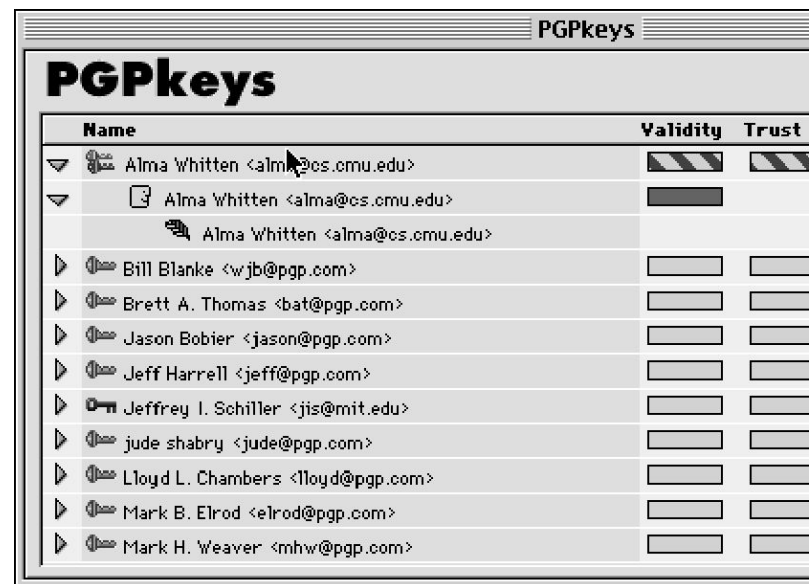 PGPkeys
PGPkeys
Name Validity Trust
Alma Whitten <alma@cs.cmu.edu>
Alma Whitten <alma@cs.cmu.edu>
Alma Whitten <alma@cs.cmu.edu>
Bill Blanke <wjb@pgp.com>
Brett A. Thomas <bat@pgp.com>
Jason Bobier <jason@pgp.com>
Jeff Harrell <jeff@pgp.com>
Jeffrey I. Schiller <jis@mit.edu>
jude shabry <jude@pgp.com>
Lloyd L. Chambers <lloyd@pgp.com>
Mark B. Elrod <elrod@pgp.com>
Mark H. Weaver <mhw@pgp.com>